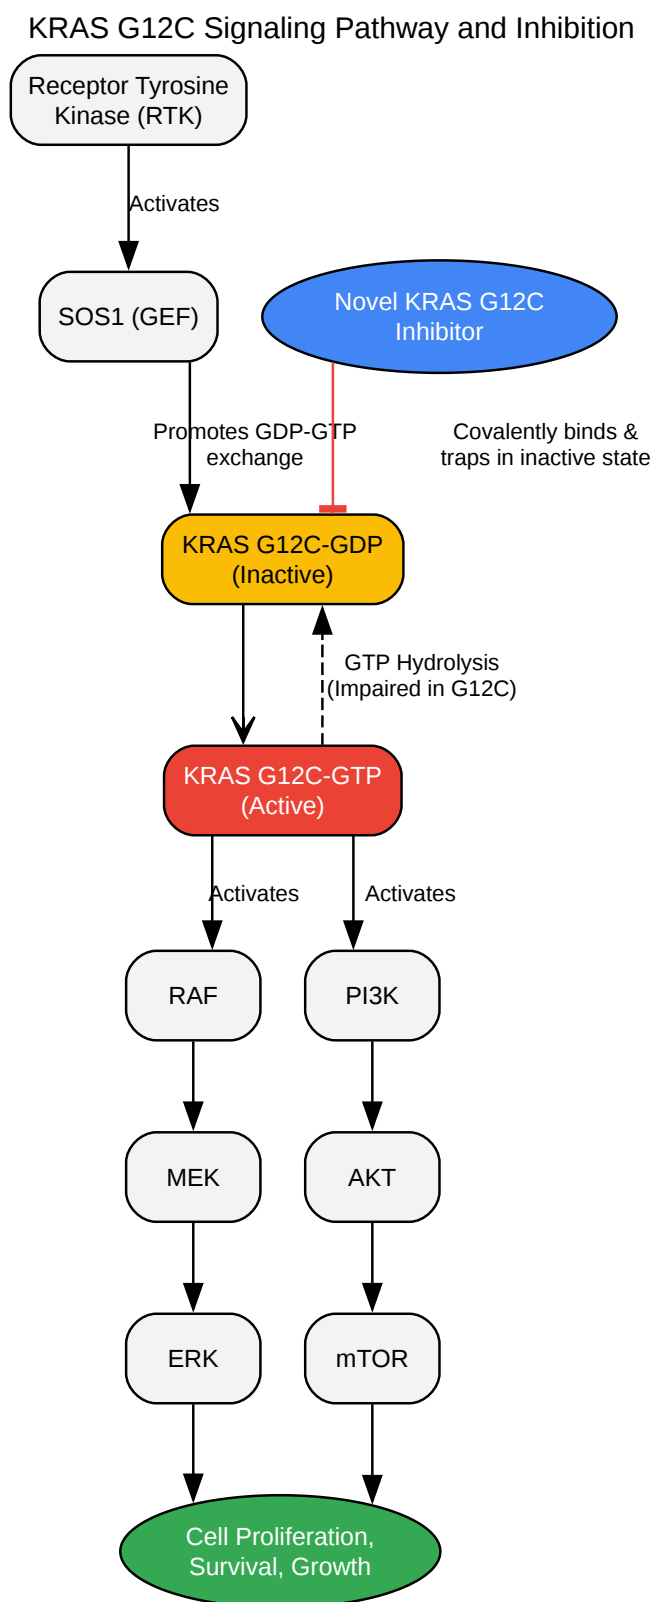 KRAS G12C Signaling Pathway and Inhibition
Receptor Tyrosine
Kinase (RTK)
Activates
SOS1 (GEF)
Novel KRAS G12C
Inhibitor
Promotes GDP-GTP
exchange
Covalently binds &
traps in inactive state
KRAS G12C-GDP
(Inactive)
GTP Hydrolysis
(Impaired in G12C)
KRAS G12C-GTP
(Active)
Activates
Activates
RAF
PI3K
MEK
AKT
ERK
mTOR
Cell Proliferation,
Survival, Growth